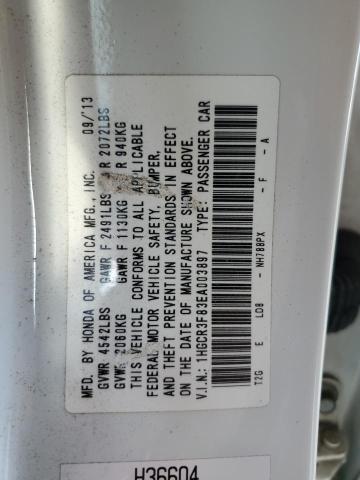 MFD. BY HONDA OF AMERICA MFG., INC. 09/13
GVWR 4542LBS GAWR F 2491LBS R 2072LBS
GVWR 2060KG GAWR F 1130KG R 940KG
THIS VEHICLE CONFORMS TO ALL APPLICABLE
FEDERAL MOTOR VEHICLE SAFETY, BUMPER,
AND THEFT PREVENTION STANDARDS IN EFFECT
ON THE DATE OF MANUFACTURE SHOWN ABOVE.
V.I.N.: 1HGCR3F83EA003897 TYPE: PASSENGER CAR
T2G E LO8 - NH788PX - F - A
H36604